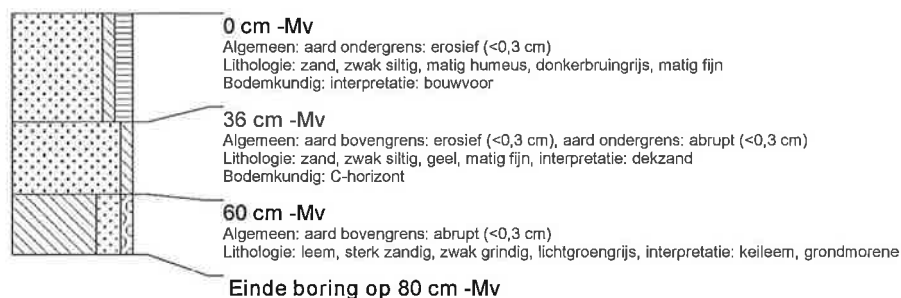 0 cm -Mv
Algemeen: aard ondergrens: erosief (<0,3 cm)
Lithologie: zand, zwak siltig, matig humeus, donkerbruingrijs, matig fijn
Bodemkundig: interpretatie: bouwvoor
36 cm -Mv
Algemeen: aard bovengrens: erosief (<0,3 cm), aard ondergrens: abrupt (<0,3 cm)
Lithologie: zand, zwak siltig, geel, matig fijn, interpretatie: dekzand
Bodemkundig: C-horizont
60 cm -Mv
Algemeen: aard bovengrens: abrupt (<0,3 cm)
Lithologie: leem, sterk zandig, zwak grindig, lichtgroengrijs, interpretatie: keileem, grondmorene
Einde boring op 80 cm -Mv